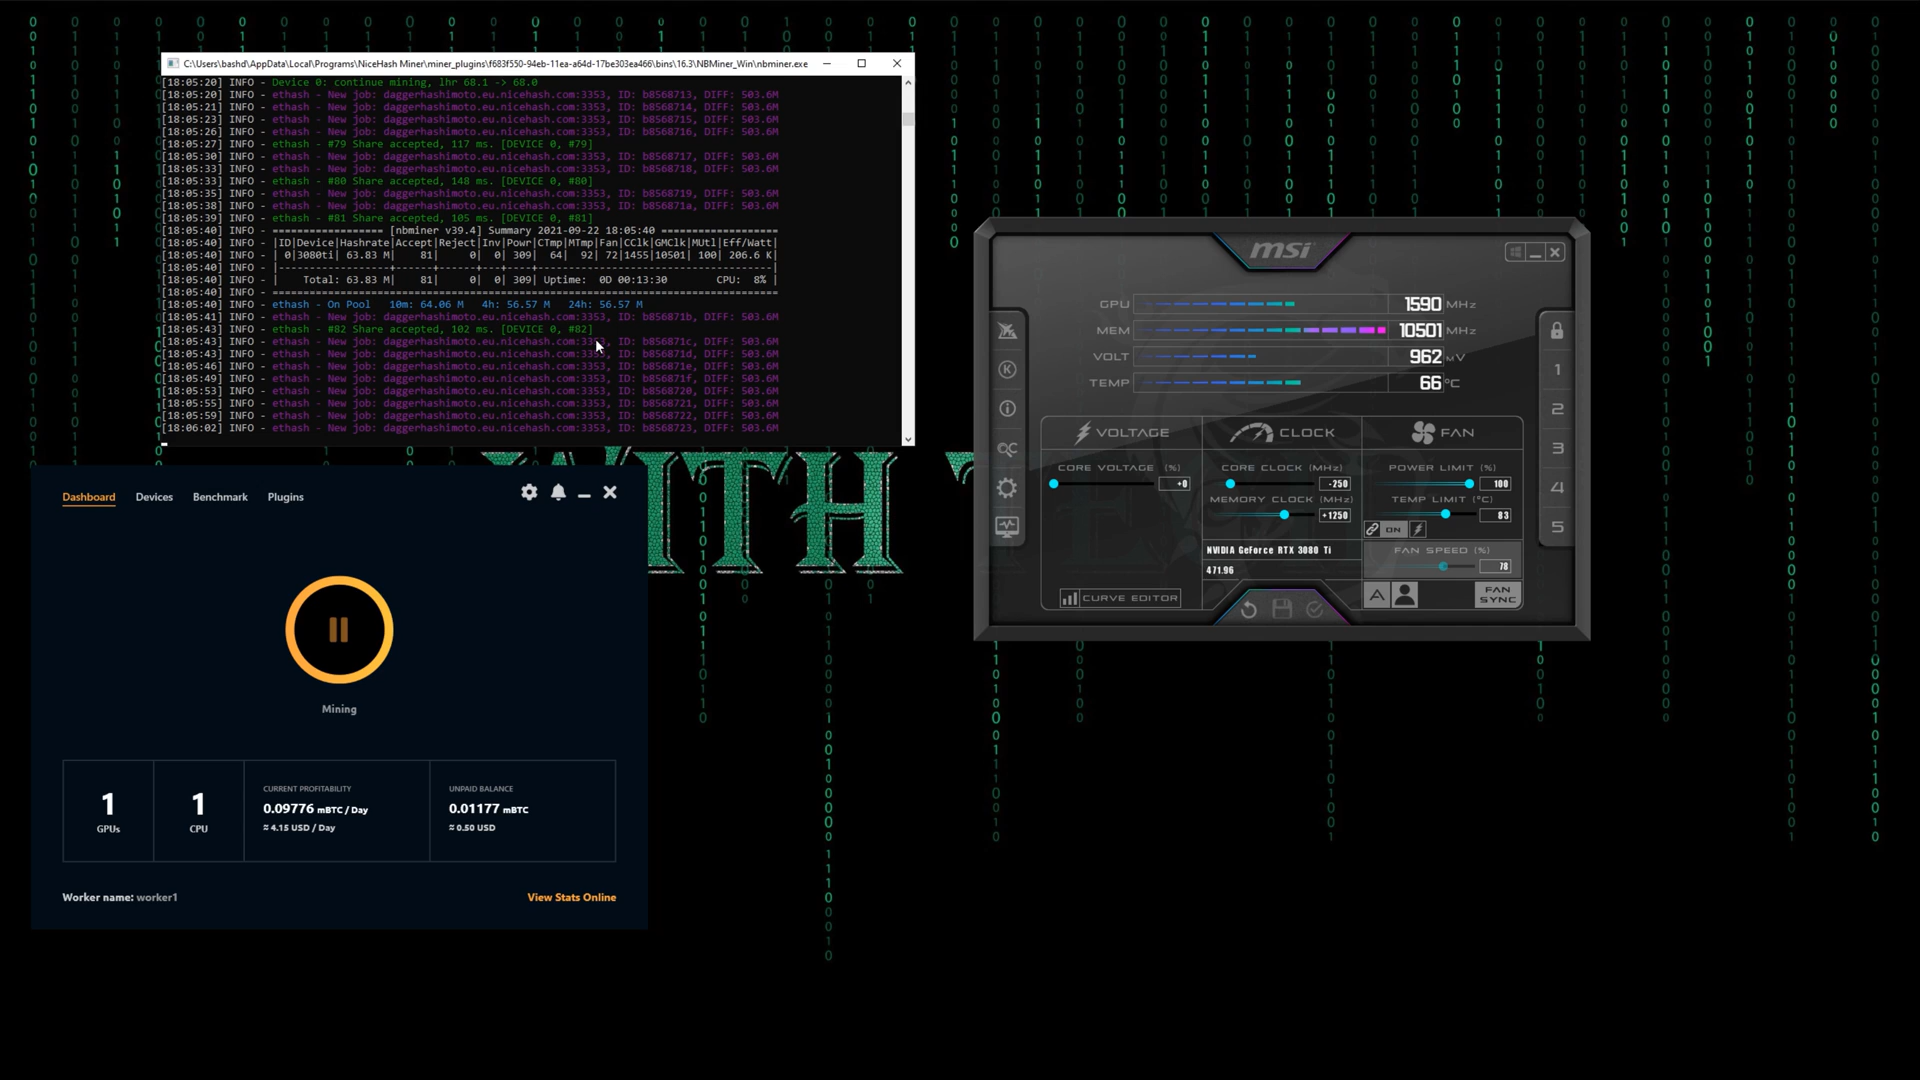 C:\Users\bashd\AppData\Local\Programs\NiceHash Miner\miner_plugins\f683f550-94eb-11ea-a64d-17be303ea466\bins\16.3\NBMiner_Win\nbminer.exe
[18:05:20] INFO - Device 0: continue mining, lhr 68.1 -> 68.0
[18:05:20] INFO - ethash - New job: daggerhashimoto.eu.nicehash.com:3353, ID: b8568713, DIFF: 503.6M
[18:05:21] INFO - ethash - New job: daggerhashimoto.eu.nicehash.com:3353, ID: b8568714, DIFF: 503.6M
[18:05:23] INFO - ethash - New job: daggerhashimoto.eu.nicehash.com:3353, ID: b8568715, DIFF: 503.6M
[18:05:26] INFO - ethash - New job: daggerhashimoto.eu.nicehash.com:3353, ID: b8568716, DIFF: 503.6M
[18:05:27] INFO - ethash - #79 Share accepted, 117 ms. [DEVICE 0, #79]
[18:05:30] INFO - ethash - New job: daggerhashimoto.eu.nicehash.com:3353, ID: b8568717, DIFF: 503.6M
[18:05:33] INFO - ethash - New job: daggerhashimoto.eu.nicehash.com:3353, ID: b8568718, DIFF: 503.6M
[18:05:33] INFO - ethash - #80 Share accepted, 148 ms. [DEVICE 0, #80]
[18:05:35] INFO - ethash - New job: daggerhashimoto.eu.nicehash.com:3353, ID: b8568719, DIFF: 503.6M
[18:05:38] INFO - ethash - New job: daggerhashimoto.eu.nicehash.com:3353, ID: b856871a, DIFF: 503.6M
[18:05:39] INFO - ethash - #81 Share accepted, 105 ms. [DEVICE 0, #81]
[18:05:40] INFO - ================== [nbminer v39.4] Summary 2021-09-22 18:05:40 ===================
[18:05:40] INFO - |ID|Device|Hashrate|Accept|Reject|Inv|Powr|CTmp|MTmp|Fan|CClk|GMClk|MUtl|Eff/Watt|
[18:05:40] INFO - | 0|3080ti| 63.83 M| 81| 0| 0| 309| 64| 92| 72|1455|10501| 100| 206.6 K|
[18:05:40] INFO - |------------------+------+------+---+----+--------------------------------------|
[18:05:40] INFO - | Total: 63.83 M| 81| 0| 0| 309| Uptime: 0D 00:13:30 CPU: 8% |
[18:05:40] INFO - ==================================================================================
[18:05:40] INFO - ethash - On Pool 10m: 64.06 M 4h: 56.57 M 24h: 56.57 M
[18:05:41] INFO - ethash - New job: daggerhashimoto.eu.nicehash.com:3353, ID: b856871b, DIFF: 503.6M
[18:05:43] INFO - ethash - #82 Share accepted, 102 ms. [DEVICE 0, #82]
[18:05:43] INFO - ethash - New job: daggerhashimoto.eu.nicehash.com:3353, ID: b856871c, DIFF: 503.6M
[18:05:43] INFO - ethash - New job: daggerhashimoto.eu.nicehash.com:3353, ID: b856871d, DIFF: 503.6M
[18:05:46] INFO - ethash - New job: daggerhashimoto.eu.nicehash.com:3353, ID: b856871e, DIFF: 503.6M
[18:05:49] INFO - ethash - New job: daggerhashimoto.eu.nicehash.com:3353, ID: b856871f, DIFF: 503.6M
[18:05:53] INFO - ethash - New job: daggerhashimoto.eu.nicehash.com:3353, ID: b8568720, DIFF: 503.6M
[18:05:55] INFO - ethash - New job: daggerhashimoto.eu.nicehash.com:3353, ID: b8568721, DIFF: 503.6M
[18:05:59] INFO - ethash - New job: daggerhashimoto.eu.nicehash.com:3353, ID: b8568722, DIFF: 503.6M
[18:06:02] INFO - ethash - New job: daggerhashimoto.eu.nicehash.com:3353, ID: b8568723, DIFF: 503.6M
WITH
Dashboard Devices Benchmark Plugins
Mining
1
GPUs
1
CPU
CURRENT PROFITABILITY
0.09776 mBTC / Day
≈ 4.15 USD / Day
UNPAID BALANCE
0.01177 mBTC
≈ 0.50 USD
Worker name: worker1
View Stats Online
msi
GPU 1590 MHz
MEM 10501 MHz
VOLT 962 MV
TEMP 66 °C
K
OC
1
2
3
4
5
VOLTAGE
CORE VOLTAGE (%)
+0
CURVE EDITOR
CLOCK
CORE CLOCK (MHz)
-250
MEMORY CLOCK (MHz)
+1250
NVIDIA GeForce RTX 3080 Ti
471.96
FAN
POWER LIMIT (%)
100
TEMP LIMIT (°C)
83
ON
FAN SPEED (%)
78
A
FAN
SYNC